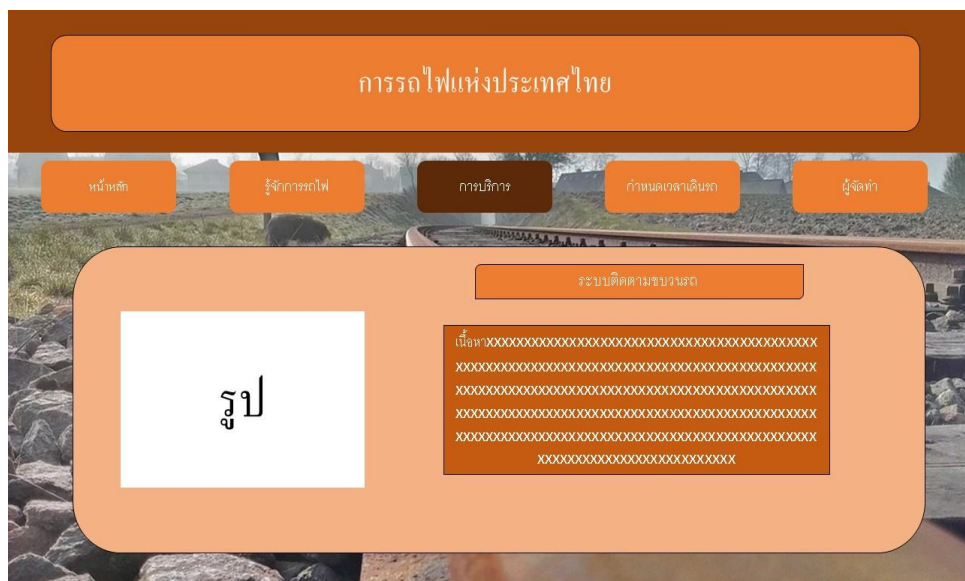 การรถไฟแห่งประเทศไทย
หน้าหลัก
รู้จักการรถไฟ
การบริการ
กำหนดเวลาเดินรถ
ผู้จัดทำ
ระบบติดตามขบวนรถ
รูป
เนื้อหาXXXXXXXXXXXXXXXXXXXXXXXXXXXXXXXXXXXXXXXXXXXX
XXXXXXXXXXXXXXXXXXXXXXXXXXXXXXXXXXXXXXXXXXXXXXXX
XXXXXXXXXXXXXXXXXXXXXXXXXXXXXXXXXXXXXXXXXXXXXXXX
XXXXXXXXXXXXXXXXXXXXXXXXXXXXXXXXXXXXXXXXXXXXXXXX
XXXXXXXXXXXXXXXXXXXXXXXXXXXXXXXXXXXXXXXXXXXXXXXX
XXXXXXXXXXXXXXXXXXXXXXXXXX